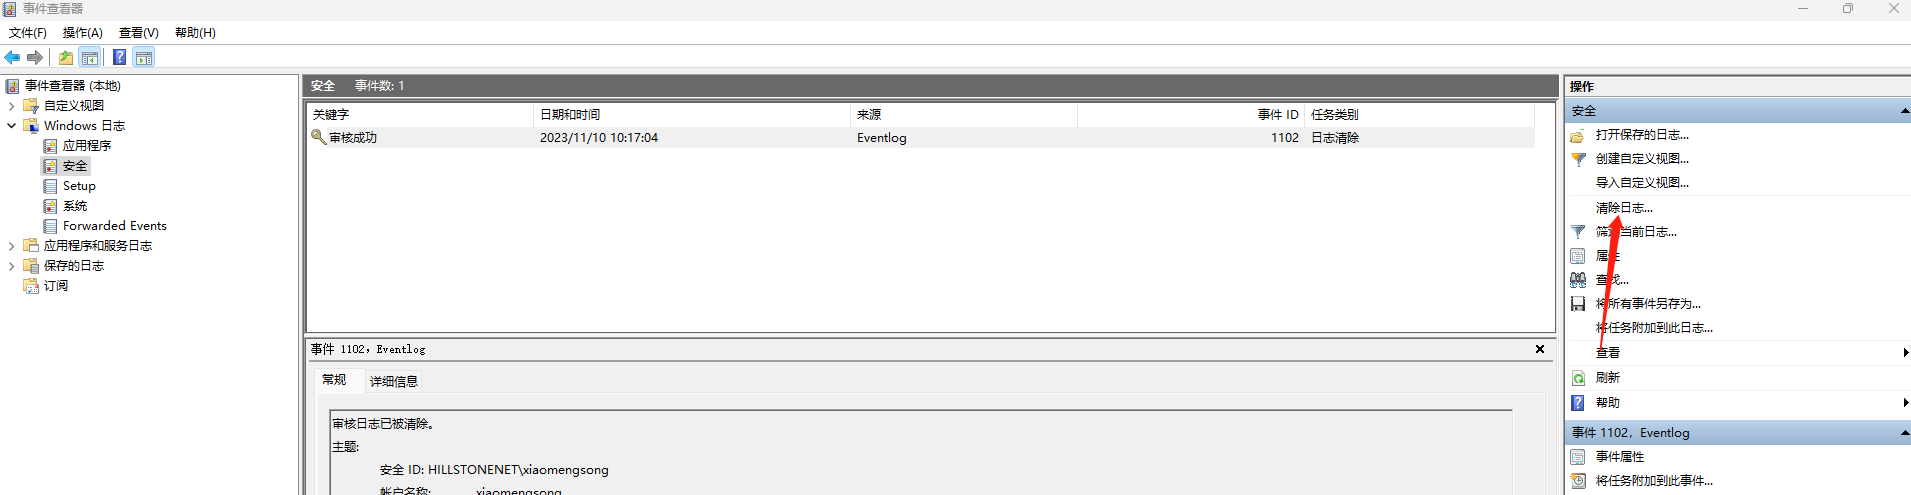 事件查看器
文件(F) 操作(A) 查看(V) 帮助(H)
事件查看器 (本地)
自定义视图
Windows 日志
应用程序
安全
Setup
系统
Forwarded Events
应用程序和服务日志
保存的日志
订阅
安全 事件数: 1
关键字 日期和时间 来源 事件 ID 任务类别
审核成功 2023/11/10 10:17:04 Eventlog 1102 日志清除
事件 1102，Eventlog
常规 详细信息
审核日志已被清除。
主题:
安全 ID: HILLSTONENET\xiaomengsong
帐户名称: xiaomengsong
操作
安全
打开保存的日志...
创建自定义视图...
导入自定义视图...
清除日志...
筛选当前日志...
属性
查找...
将所有事件另存为...
将任务附加到此日志...
查看
刷新
帮助
事件 1102，Eventlog
事件属性
将任务附加到此事件...